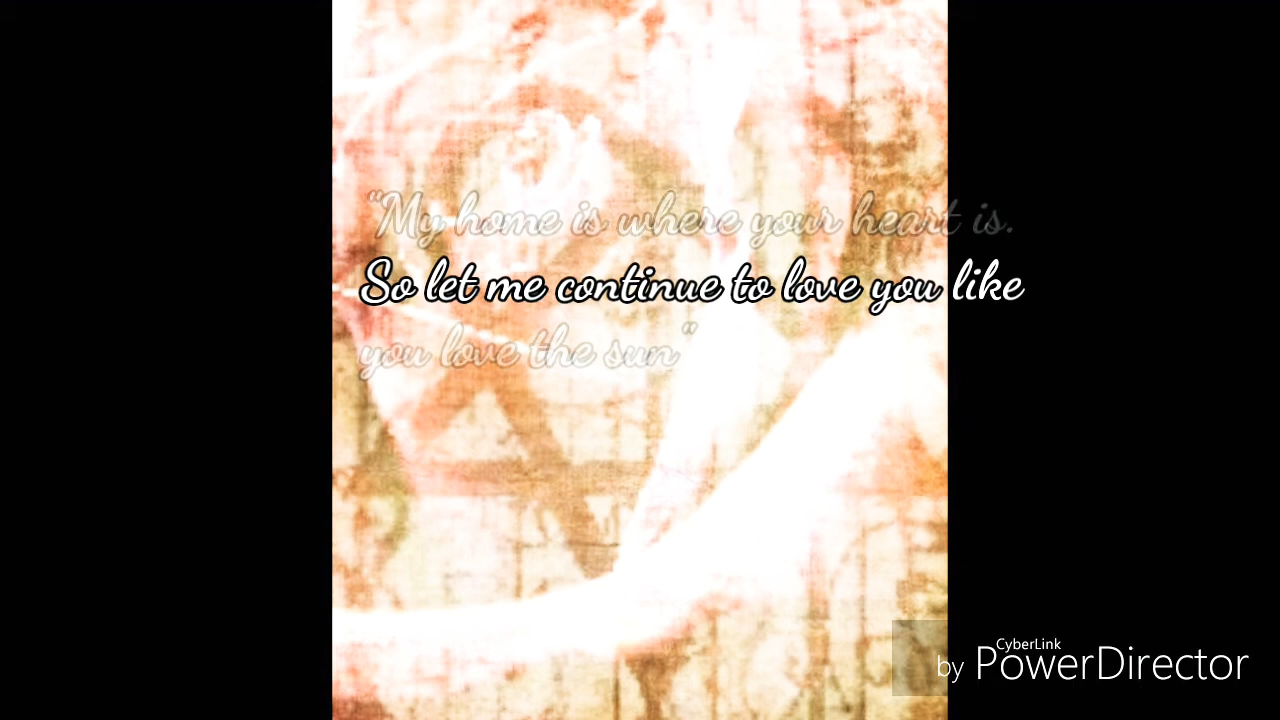 "My home is where your heart is.
So let me continue to love you like
you love the sun"
CyberLink
by PowerDirector